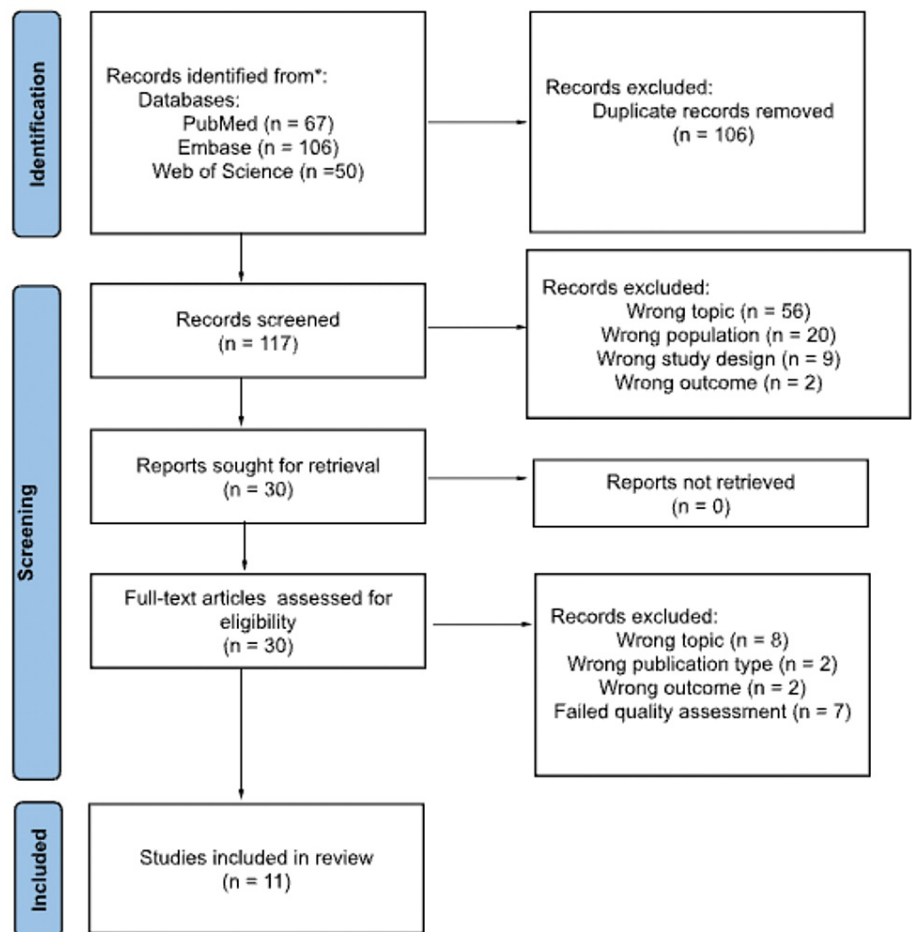 Identification
Records identified from*:
Databases:
PubMed (n = 67)
Embase (n = 106)
Web of Science (n =50)
Records excluded:
Duplicate records removed
(n = 106)
Screening
Records screened
(n = 117)
Records excluded:
Wrong topic (n = 56)
Wrong population (n = 20)
Wrong study design (n = 9)
Wrong outcome (n = 2)
Reports sought for retrieval
(n = 30)
Reports not retrieved
(n = 0)
Full-text articles assessed for
eligibility
(n = 30)
Records excluded:
Wrong topic (n = 8)
Wrong publication type (n = 2)
Wrong outcome (n = 2)
Failed quality assessment (n = 7)
Included
Studies included in review
(n = 11)